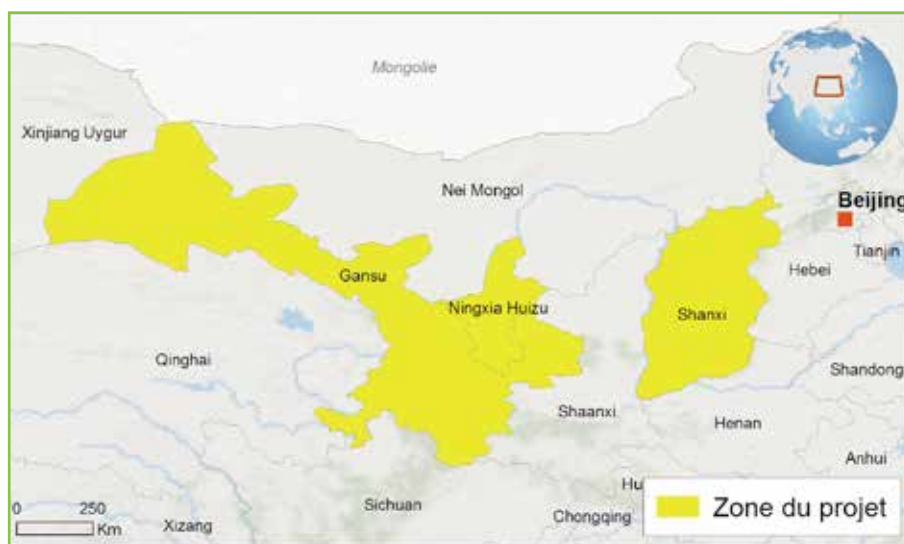 Mongolie
Xinjiang Uygur
Nei Mongol
Beijing
Tianjin
Hebei
Gansu
Ningxia Huizu
Shanxi
Qinghai
Shandong
Shaanxi
Henan
Anhui
Sichuan
Hu
Chongqing
Xizang
0 250
Km
Zone du projet